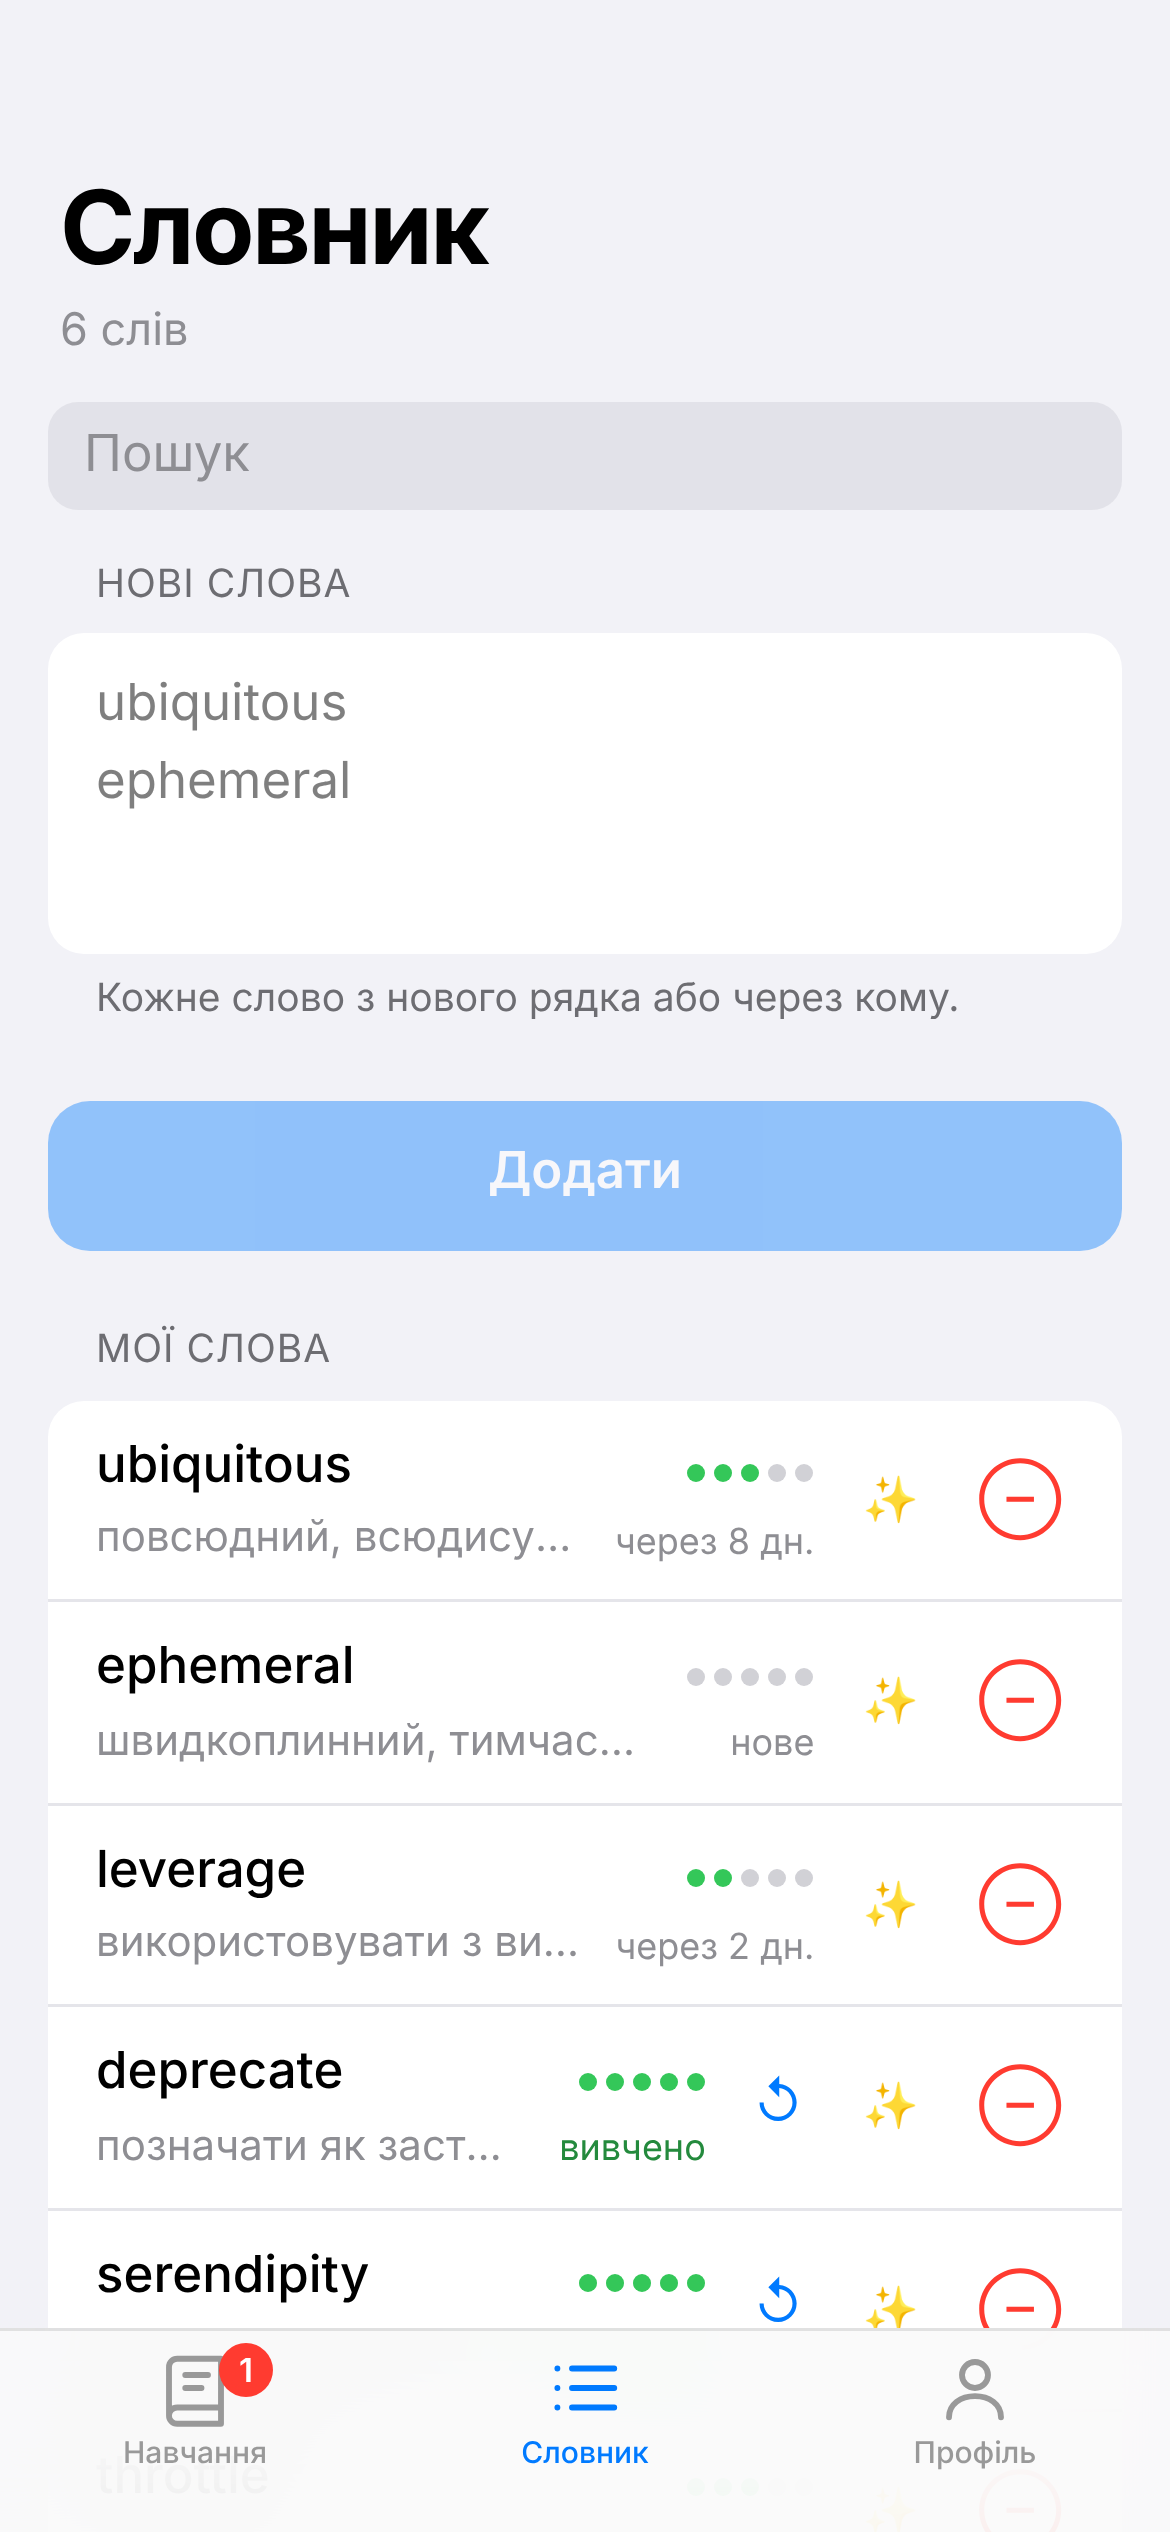 Словник
6 слів
Пошук
НОВІ СЛОВА
ubiquitous
ephemeral
Кожне слово з нового рядка або через кому.
Додати
МОЇ СЛОВА
ubiquitous
повсюдний, всюдису...
через 8 дн.
ephemeral
швидкоплинний, тимчас...
нове
leverage
використовувати з ви...
через 2 дн.
deprecate
позначати як заст...
вивчено
serendipity
throttle
1
Навчання
Словник
Профіль